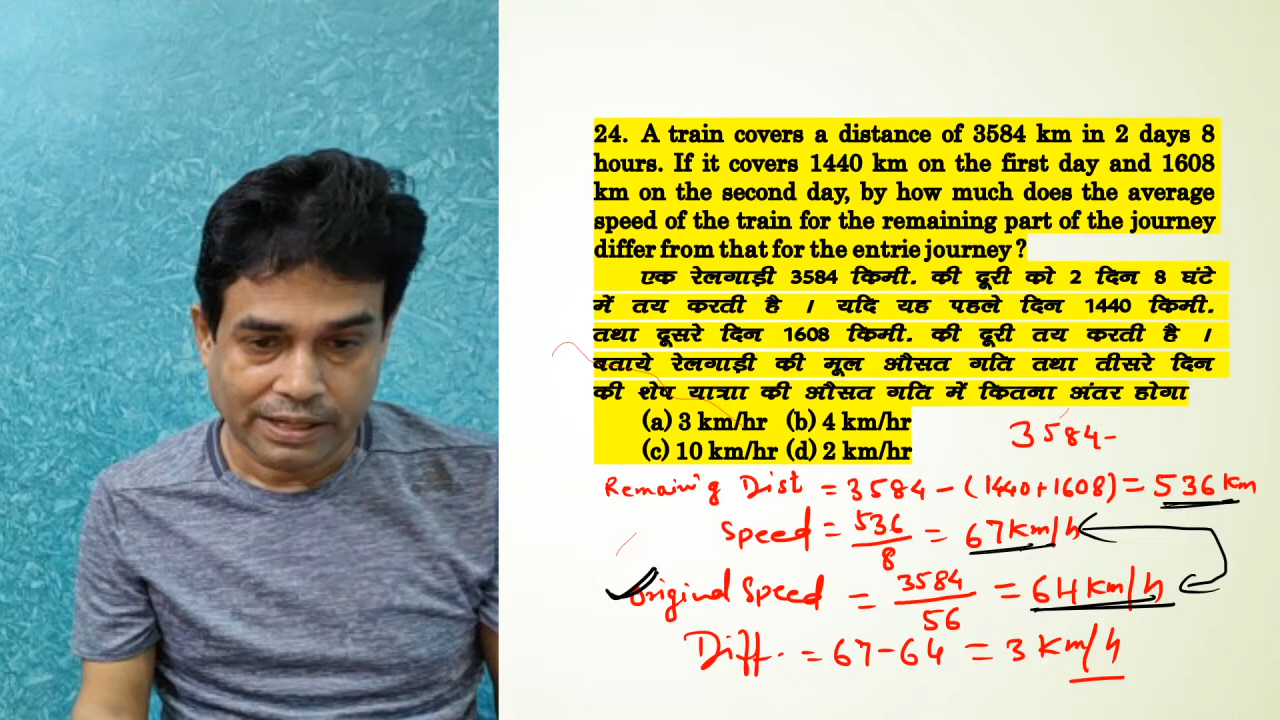 24. A train covers a distance of 3584 km in 2 days 8
hours. If it covers 1440 km on the first day and 1608
km on the second day, by how much does the average
speed of the train for the remaining part of the journey
differ from that for the entrie journey?
एक रेलगाड़ी 3584 किमी. की दूरी को 2 दिन 8 घंटे
में तय करती है । यदि यह पहले दिन 1440 किमी.
तथा दूसरे दिन 1608 किमी. की दूरी तय करती है ।
बताये रेलगाड़ी की मूल औसत गति तथा तीसरे दिन
की शेष यात्राा की औसत गति में कितना अंतर होगा
(a) 3 km/hr (b) 4 km/hr
(c) 10 km/hr (d) 2 km/hr
3584-
Remaining Dist = 3584 - (1440+1608) = 536 Km
Speed = 536/8 = 67 Km/h
Original Speed = 3584/56 = 64 Km/h
Diff. = 67-64 = 3 Km/h